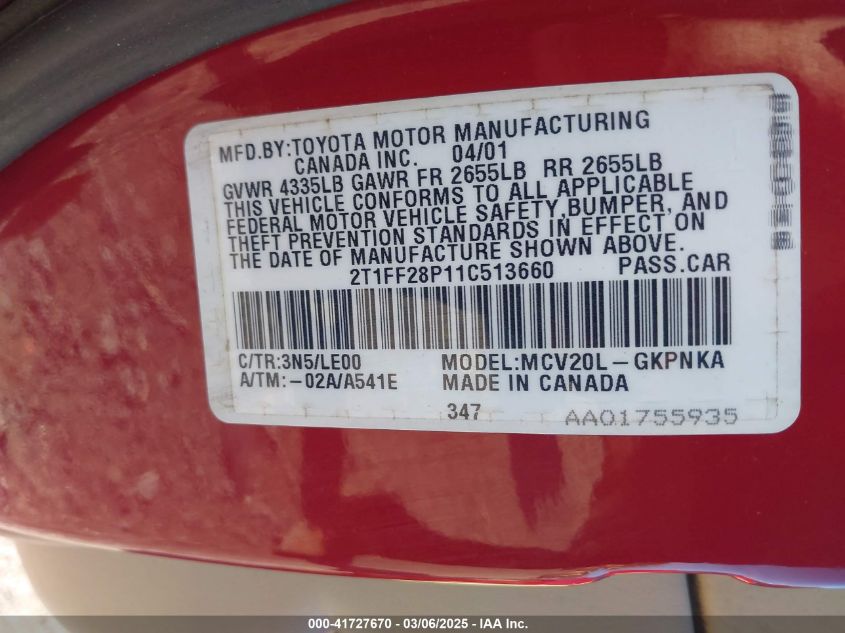 MFD.BY:TOYOTA MOTOR MANUFACTURING
CANADA INC. 04/01
GVWR 4335LB GAWR FR 2655LB RR 2655LB
THIS VEHICLE CONFORMS TO ALL APPLICABLE
FEDERAL MOTOR VEHICLE SAFETY,BUMPER, AND
THEFT PREVENTION STANDARDS IN EFFECT ON
THE DATE OF MANUFACTURE SHOWN ABOVE.
2T1FF28P11C513660 PASS.CAR
C/TR:3N5/LE00 MODEL:MCV20L-GKPNKA
A/TM:-02A/A541E MADE IN CANADA
347 AA01755935
000-41727670 - 03/06/2025 - IAA Inc.